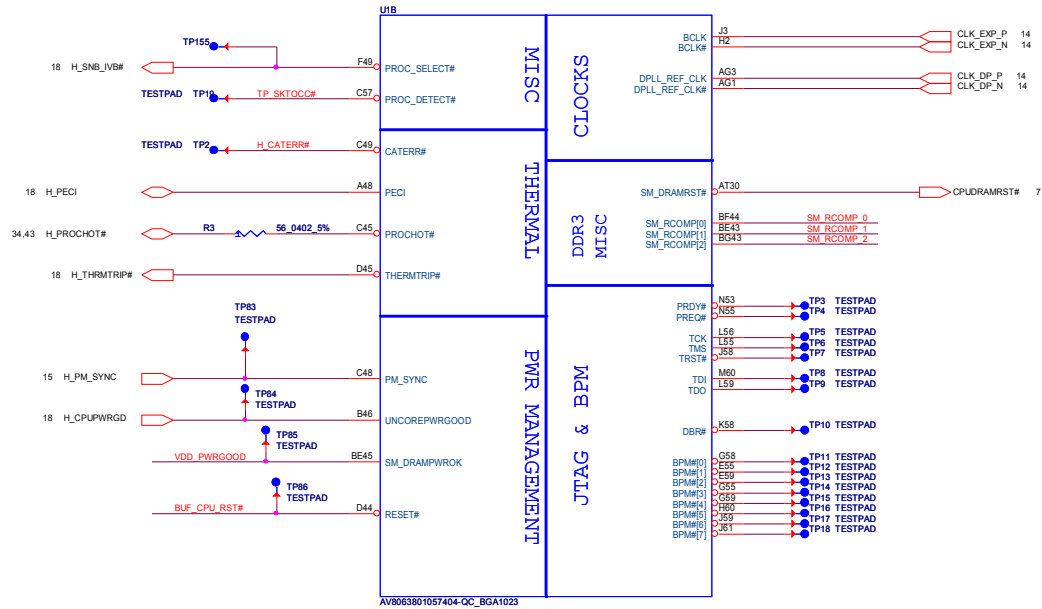 U1B
MISC
THERMAL
PWR MANAGEMENT
CLOCKS
DDR3
MISC
JTAG & BPM
TP155
18 H_SNB_IVB# F49 PROC_SELECT#
TESTPAD TP19 TP_SKTOCC# C57 PROC_DETECT#
TESTPAD TP2 H_CATERR# C49 CATERR#
18 H_PECI A48 PECI
34,43 H_PROCHOT# R3 1 56_0402_5% C45 PROCHOT#
18 H_THRMTRIP# D45 THERMTRIP#
TP83
TESTPAD
15 H_PM_SYNC C48 PM_SYNC
TP84
TESTPAD
18 H_CPUPWRGD B46 UNCOREPWRGOOD
TP85
TESTPAD
VDD_PWRGOOD BE45 SM_DRAMPWROK
TP86
TESTPAD
BUF_CPU_RST# D44 RESET#
BCLK J3 CLK_EXP_P 14
BCLK# H2 CLK_EXP_N 14
DPLL_REF_CLK AG3 CLK_DP_P 14
DPLL_REF_CLK# AG1 CLK_DP_N 14
SM_DRAMRST# AT30 CPUDRAMRST# 7
SM_RCOMP[0] BF44 SM_RCOMP_0
SM_RCOMP[1] BE43 SM_RCOMP_1
SM_RCOMP[2] BG43 SM_RCOMP_2
PRDY# N53 TP3 TESTPAD
PREQ# N55 TP4 TESTPAD
TCK L56 TP5 TESTPAD
TMS L55 TP6 TESTPAD
TRST# J58 TP7 TESTPAD
TDI M60 TP8 TESTPAD
TDO L59 TP9 TESTPAD
DBR# K58 TP10 TESTPAD
BPM#[0] G58 TP11 TESTPAD
BPM#[1] E55 TP12 TESTPAD
BPM#[2] E59 TP13 TESTPAD
BPM#[3] G55 TP14 TESTPAD
BPM#[4] G59 TP15 TESTPAD
BPM#[5] H60 TP16 TESTPAD
BPM#[6] J59 TP17 TESTPAD
BPM#[7] J61 TP18 TESTPAD
AV8063801057404-QC_BGA1023